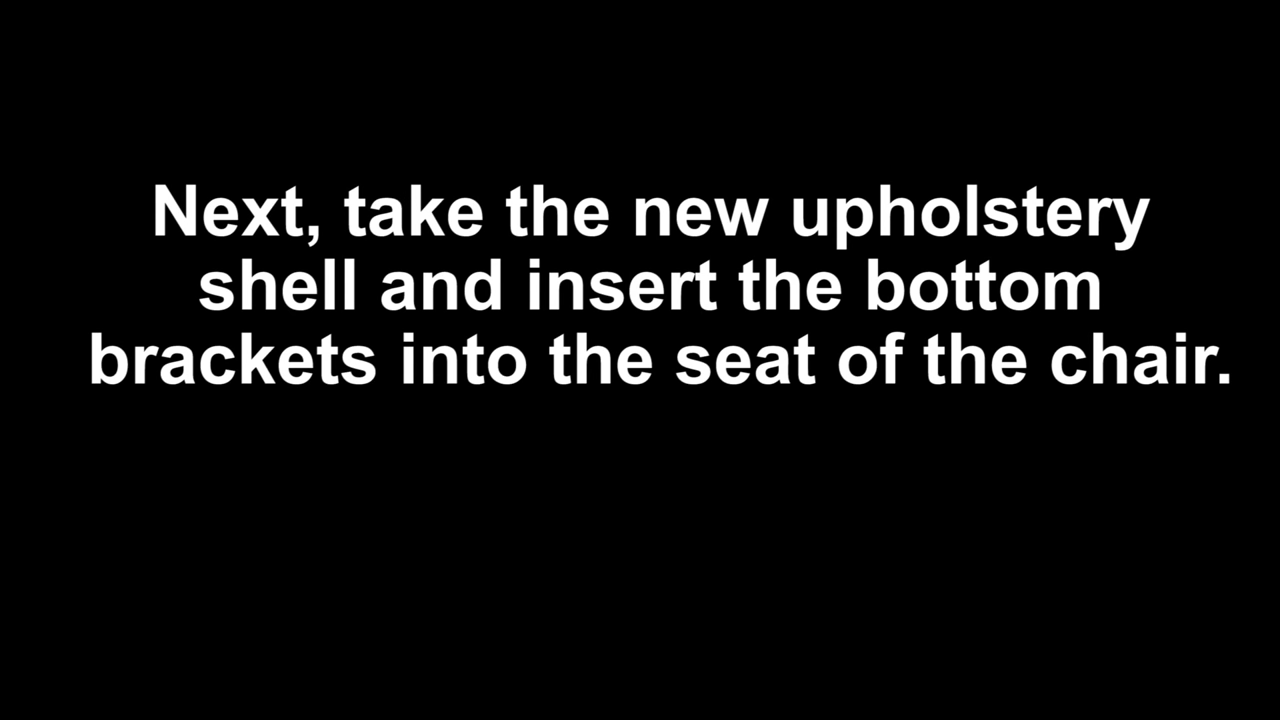 Next, take the new upholstery
shell and insert the bottom
brackets into the seat of the chair.